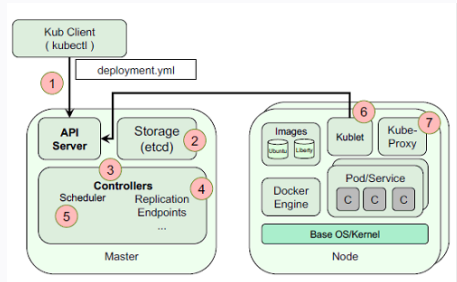 Kub Client
( kubectl )
1
deployment.yml
API
Server
Storage
(etcd)
2
3
Controllers
4
Scheduler
Replication
Endpoints
...
5
Master
Images
Ubuntu
Liberty
6
Kublet
7
Kube-
Proxy
Docker
Engine
Pod/Service
C
C
C
Base OS/Kernel
Node